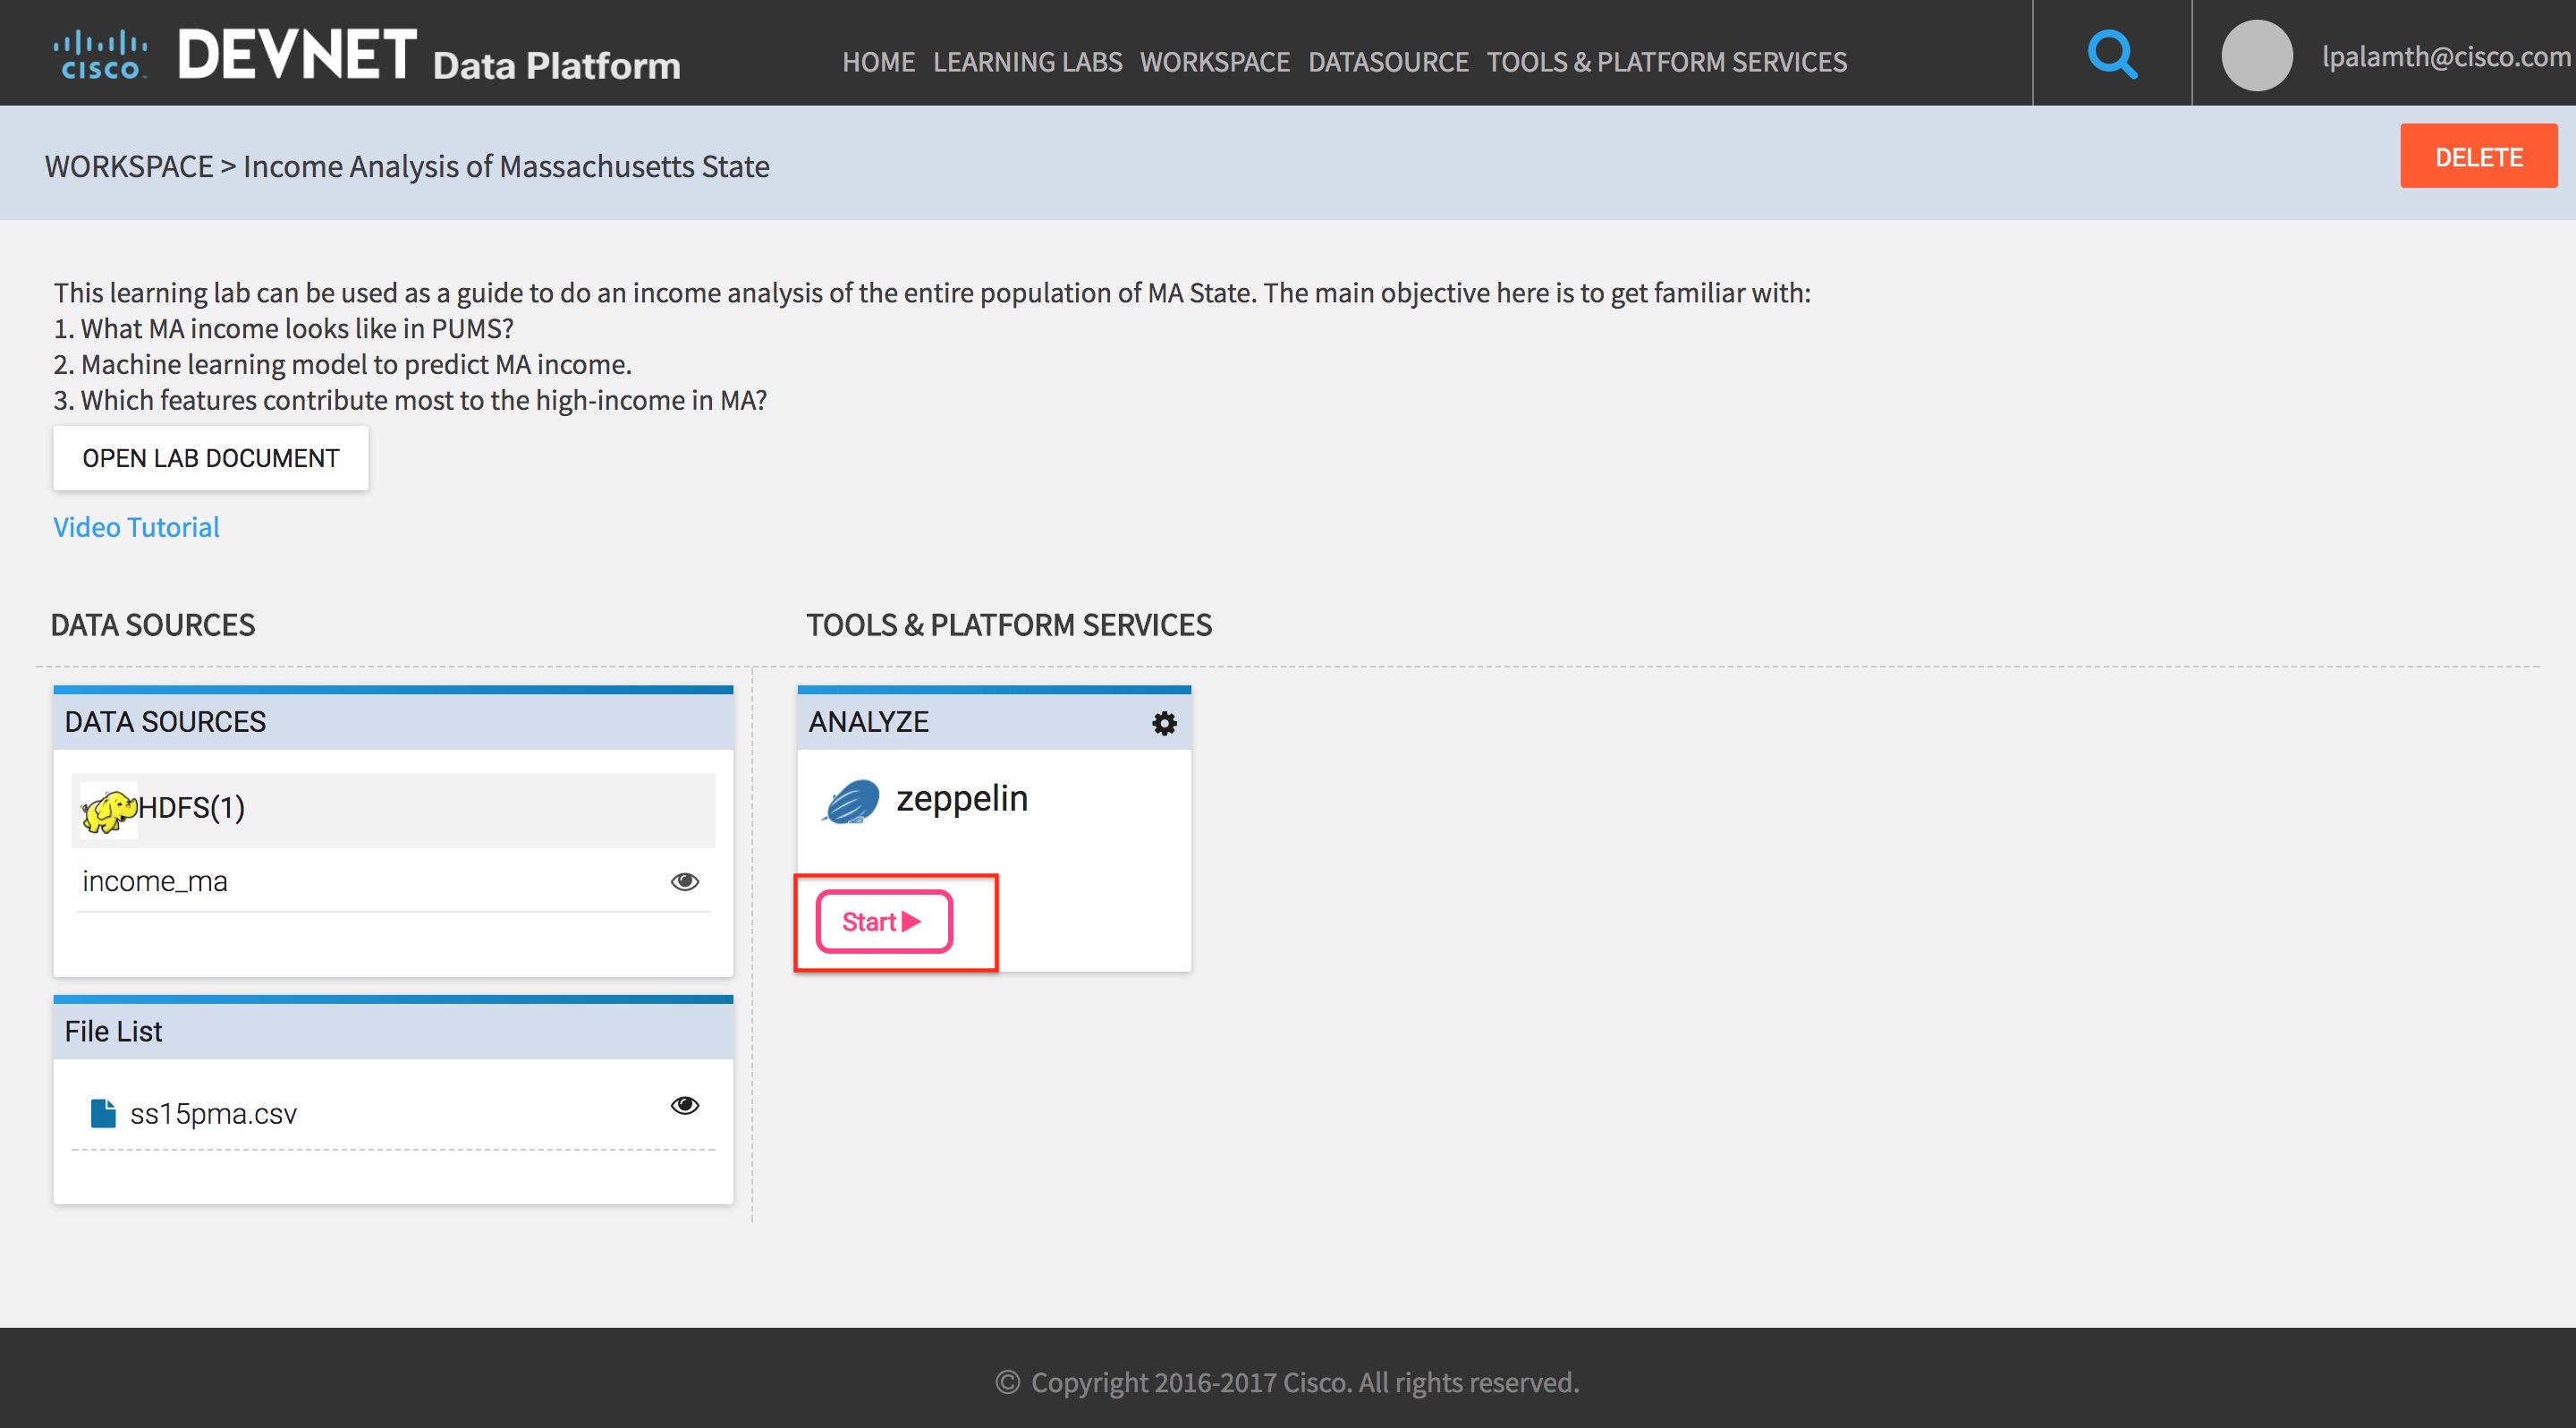 CISCO DEVNET Data Platform HOME LEARNING LABS WORKSPACE DATASOURCE TOOLS & PLATFORM SERVICES lpalamth@cisco.com
WORKSPACE > Income Analysis of Massachusetts State DELETE
This learning lab can be used as a guide to do an income analysis of the entire population of MA State. The main objective here is to get familiar with:
1. What MA income looks like in PUMS?
2. Machine learning model to predict MA income.
3. Which features contribute most to the high-income in MA?
OPEN LAB DOCUMENT
Video Tutorial
DATA SOURCES
DATA SOURCES
HDFS(1)
income_ma
File List
ss15pma.csv
TOOLS & PLATFORM SERVICES
ANALYZE
zeppelin
Start
© Copyright 2016-2017 Cisco. All rights reserved.